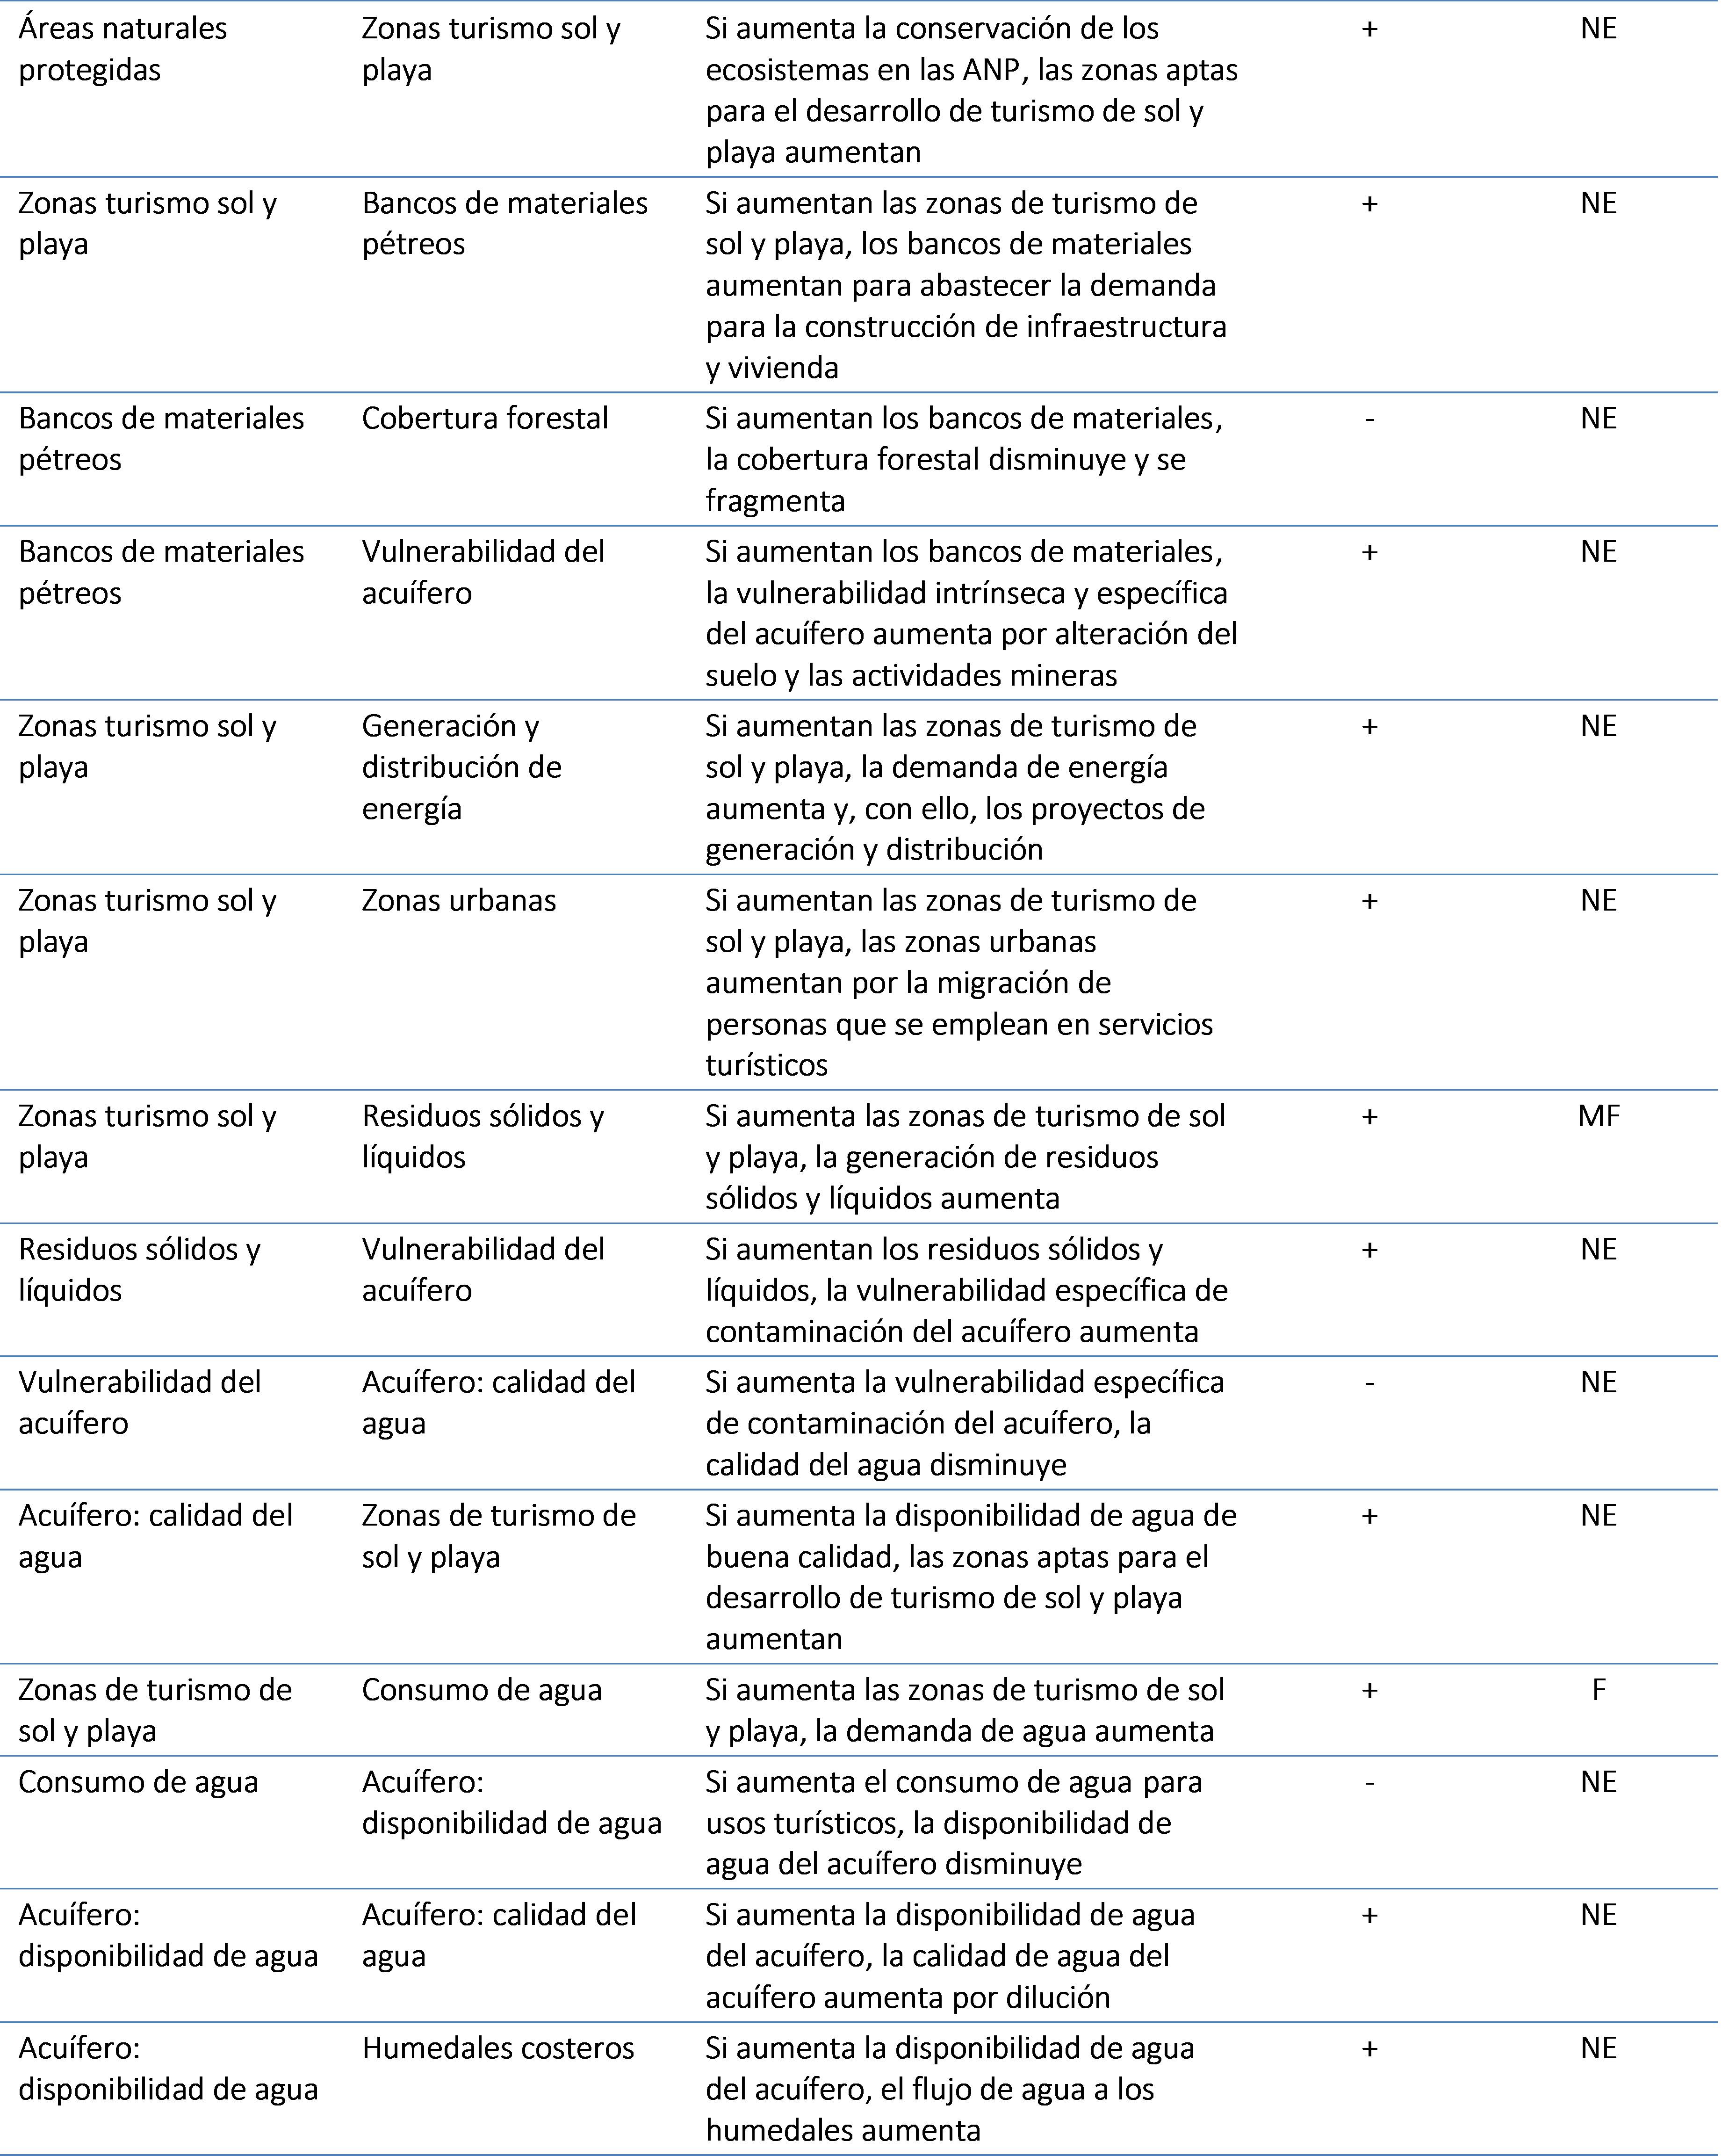 Áreas naturales protegidas
Zonas turismo sol y playa
Si aumenta la conservación de los
ecosistemas en las ANP, las zonas aptas
para el desarrollo de turismo de sol y
playa aumentan
+
NE
Zonas turismo sol y
playa
Bancos de materiales
pétreos
Si aumentan las zonas de turismo de
sol y playa, los bancos de materiales
aumentan para abastecer la demanda
para la construcción de infraestructura
y vivienda
+
NE
Bancos de materiales
pétreos
Cobertura forestal
Si aumentan los bancos de materiales,
la cobertura forestal disminuye y se
fragmenta
-
NE
Bancos de materiales
pétreos
Vulnerabilidad del
acuífero
Si aumentan los bancos de materiales,
la vulnerabilidad intrínseca y específica
del acuífero aumenta por alteración del
suelo y las actividades mineras
+
NE
Zonas turismo sol y
playa
Generación y
distribución de
energía
Si aumentan las zonas de turismo de
sol y playa, la demanda de energía
aumenta y, con ello, los proyectos de
generación y distribución
+
NE
Zonas turismo sol y
playa
Zonas urbanas
Si aumentan las zonas de turismo de
sol y playa, las zonas urbanas
aumentan por la migración de
personas que se emplean en servicios
turísticos
+
NE
Zonas turismo sol y
playa
Residuos sólidos y
líquidos
Si aumenta las zonas de turismo de sol
y playa, la generación de residuos
sólidos y líquidos aumenta
+
MF
Residuos sólidos y
líquidos
Vulnerabilidad del
acuífero
Si aumentan los residuos sólidos y
líquidos, la vulnerabilidad específica de
contaminación del acuífero aumenta
+
NE
Vulnerabilidad del
acuífero
Acuífero: calidad del
agua
Si aumenta la vulnerabilidad específica
de contaminación del acuífero, la
calidad del agua disminuye
-
NE
Acuífero: calidad del
agua
Zonas de turismo de
sol y playa
Si aumenta la disponibilidad de agua de
buena calidad, las zonas aptas para el
desarrollo de turismo de sol y playa
aumentan
+
NE
Zonas de turismo de
sol y playa
Consumo de agua
Si aumenta las zonas de turismo de sol
y playa, la demanda de agua aumenta
+
F
Consumo de agua
Acuífero:
disponibilidad de agua
Si aumenta el consumo de agua para
usos turísticos, la disponibilidad de
agua del acuífero disminuye
-
NE
Acuífero:
disponibilidad de agua
Acuífero: calidad del
agua
Si aumenta la disponibilidad de agua
del acuífero, la calidad de agua del
acuífero aumenta por dilución
+
NE
Acuífero:
disponibilidad de agua
Humedales costeros
Si aumenta la disponibilidad de agua
del acuífero, el flujo de agua a los
humedales aumenta
+
NE